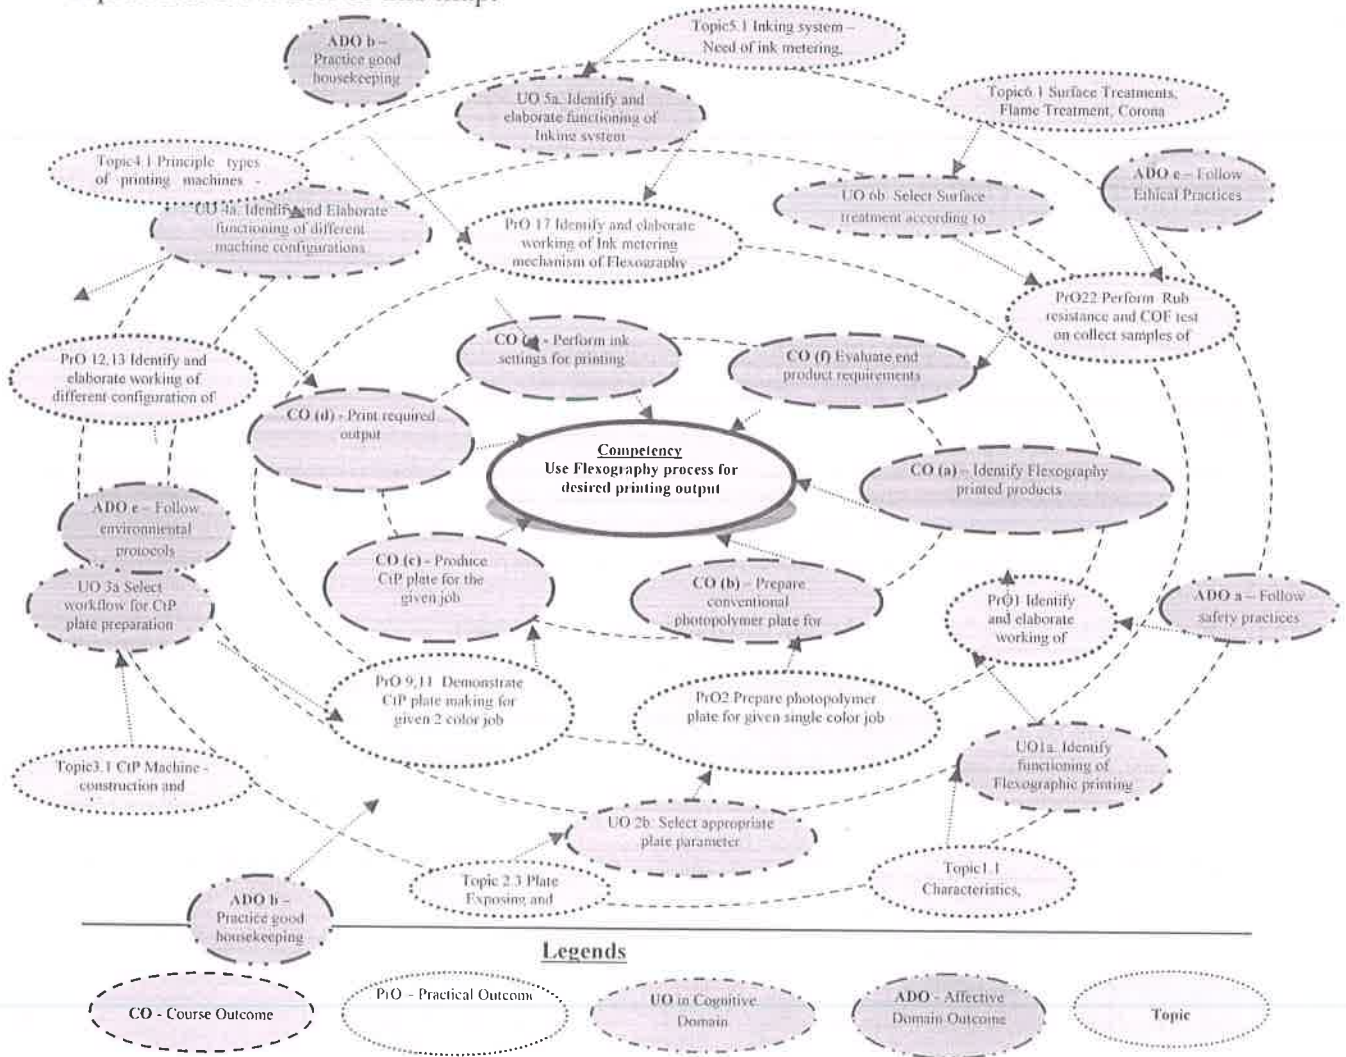 ADO b –
Practice good
housekeeping
Topic5.1 Inking system –
Need of ink metering,
UO 5a. Identify and
elaborate functioning of
Inking system
Topic6.1 Surface Treatments,
Flame Treatment, Corona
Topic4.1 Principle types
of printing machines -
ADO e – Follow
Ethical Practices
UO 4a. Identify and Elaborate
functioning of different
machine configurations
UO 6b. Select Surface
treatment according to
PrO 17 Identify and elaborate
working of Ink metering
mechanism of Flexography
PrO22 Perform Rub
resistance and COF test
on collect samples of
PrO 12,13 Identify and
elaborate working of
different configuration of
CO ( ) - Perform ink
settings for printing
CO (f) Evaluate end
product requirements
CO (d) - Print required
output
Competency
Use Flexography process for
desired printing output
CO (a) – Identify Flexography
printed products
ADO e – Follow
environmental
protocols
CO (c) - Produce
CtP plate for the
given job
CO (b) – Prepare
conventional
photopolymer plate for
UO 3a Select
workflow for CtP
plate preparation
PrO1 Identify
and elaborate
working of
ADO a – Follow
safety practices
PrO 9,11 Demonstrate
CtP plate making for
given 2 color job
PrO2 Prepare photopolymer
plate for given single color job
Topic3.1 CtP Machine -
construction and
UO1a. Identify
functioning of
Flexographic printing
UO 2b. Select appropriate
plate parameter
Topic 2.3 Plate
Exposing and
Topic1.1
Characteristics,
ADO b –
Practice good
housekeeping
Legends
CO - Course Outcome
PrO - Practical Outcome
UO in Cognitive
Domain
ADO - Affective
Domain Outcome
Topic